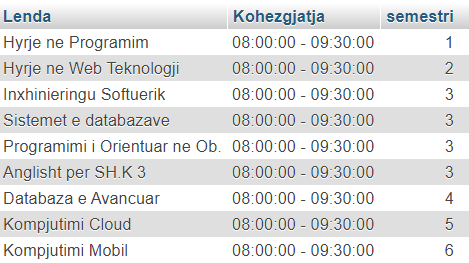 Lenda Kohezgjatja semestri
Hyrje ne Programim 08:00:00 - 09:30:00 1
Hyrje ne Web Teknologji 08:00:00 - 09:30:00 2
Inxhinieringu Softuerik 08:00:00 - 09:30:00 3
Sistemet e databazave 08:00:00 - 09:30:00 3
Programimi i Orientuar ne Ob. 08:00:00 - 09:30:00 3
Anglisht per SH.K 3 08:00:00 - 09:30:00 3
Databaza e Avancuar 08:00:00 - 09:30:00 4
Kompjutimi Cloud 08:00:00 - 09:30:00 5
Kompjutimi Mobil 08:00:00 - 09:30:00 6